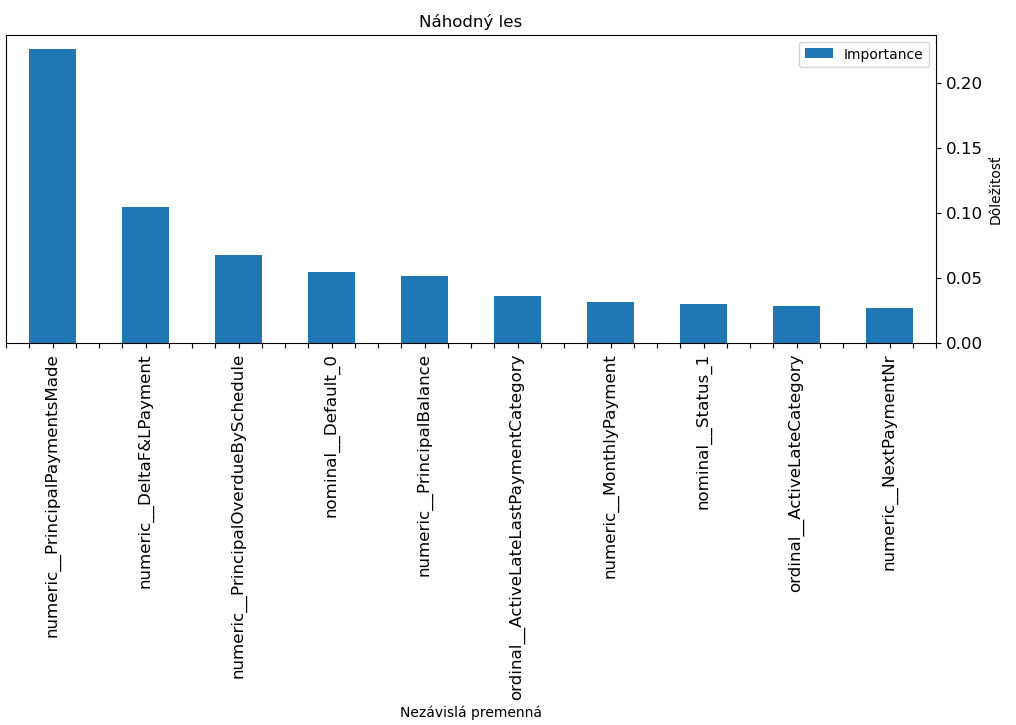 Náhodný les
Importance
0.20
0.15
0.10
0.05
0.00
Dôležitosť
numeric__PrincipalPaymentsMade
numeric__DeltaF&LPayment
numeric__PrincipalOverdueBySchedule
nominal__Default_0
numeric__PrincipalBalance
ordinal__ActiveLateLastPaymentCategory
numeric__MonthlyPayment
nominal__Status_1
ordinal__ActiveLateCategory
numeric__NextPaymentNr
Nezávislá premenná